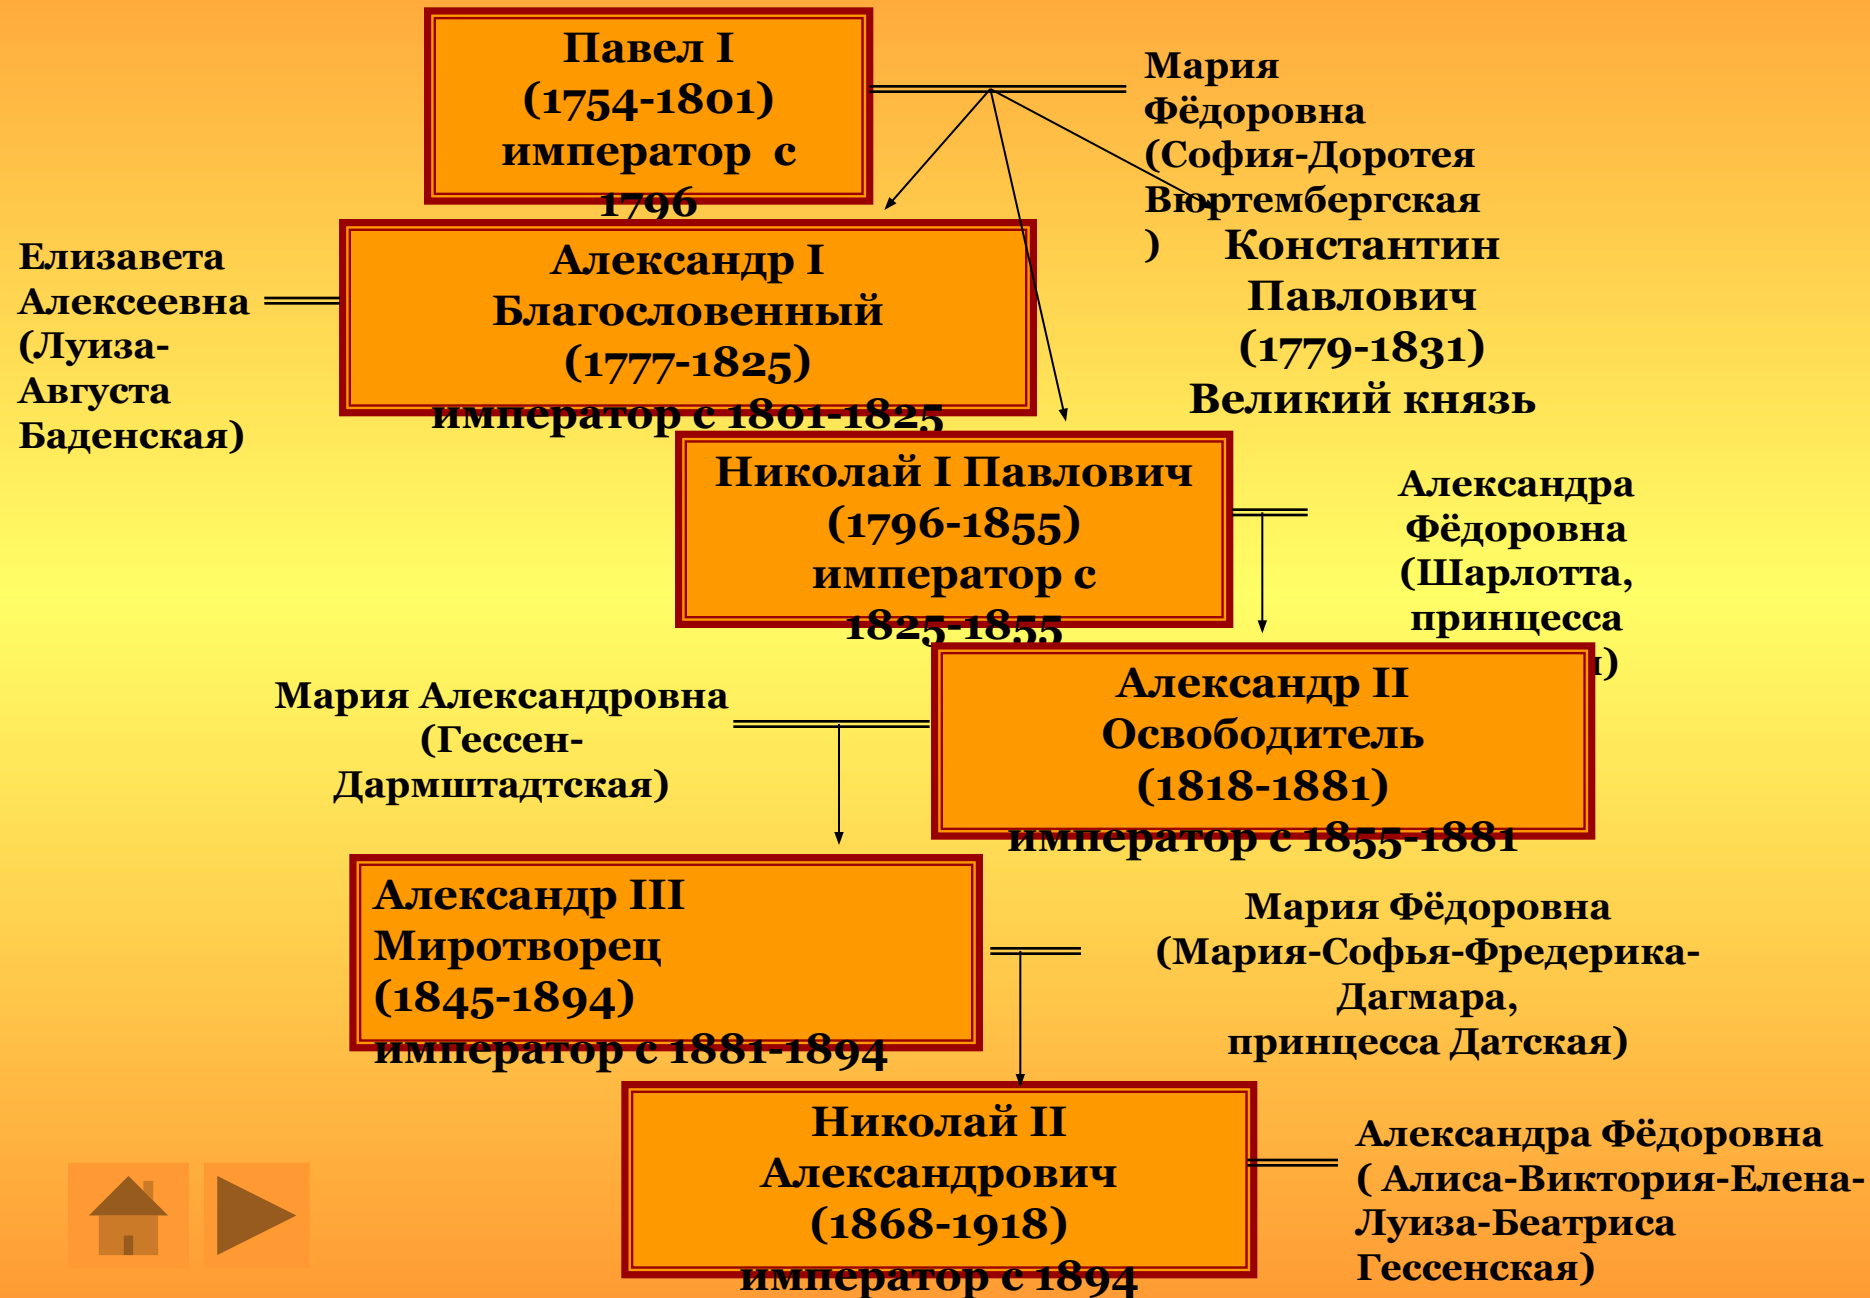 Павел I
(1754-1801)
император с
1796
Мария
Фёдоровна
(София-Доротея
Вюртембергская
)
Елизавета
Алексеевна
(Луиза-
Августа
Баденская)
Александр I
Благословенный
(1777-1825)
император с 1801-1825
Константин
Павлович
(1779-1831)
Великий князь
Николай I Павлович
(1796-1855)
император с
1825-1855
Александра
Фёдоровна
(Шарлотта,
принцесса
)
Мария Александровна
(Гессен-
Дармштадтская)
Александр II
Освободитель
(1818-1881)
император с 1855-1881
Александр III
Миротворец
(1845-1894)
император с 1881-1894
Мария Фёдоровна
(Мария-Софья-Фредерика-
Дагмара,
принцесса Датская)
Николай II
Александрович
(1868-1918)
император с 1894
Александра Фёдоровна
( Алиса-Виктория-Елена-
Луиза-Беатриса
Гессенская)